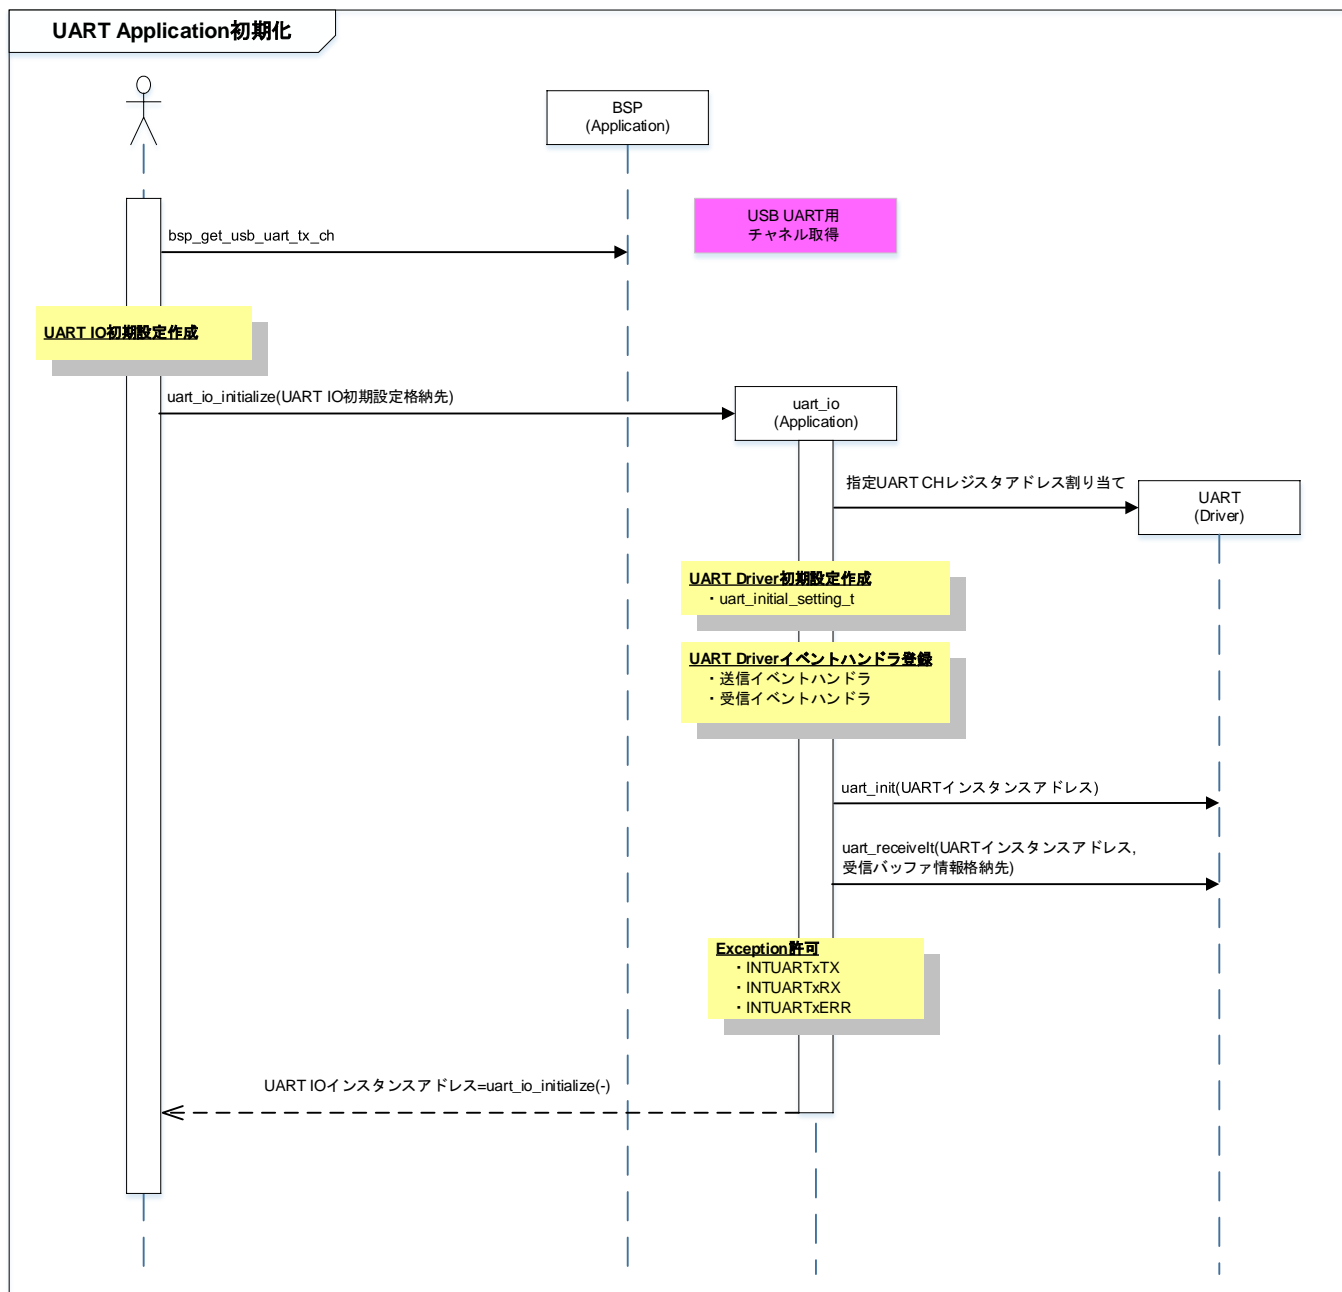 UART Application初期化
BSP
(Application)
USB UART用
チャネル取得
bsp_get_usb_uart_tx_ch
UART IO初期設定作成
uart_io_initialize(UART IO初期設定格納先)
uart_io
(Application)
指定UART CHレジスタアドレス割り当て
UART
(Driver)
UART Driver初期設定作成
・uart_initial_setting_t
UART Driverイベントハンドラ登録
・送信イベントハンドラ
・受信イベントハンドラ
uart_init(UARTインスタンスアドレス)
uart_receiveIt(UARTインスタンスアドレス,
受信バッファ情報格納先)
Exception許可
・INTUARTxTX
・INTUARTxRX
・INTUARTxERR
UART IOインスタンスアドレス=uart_io_initialize(-)